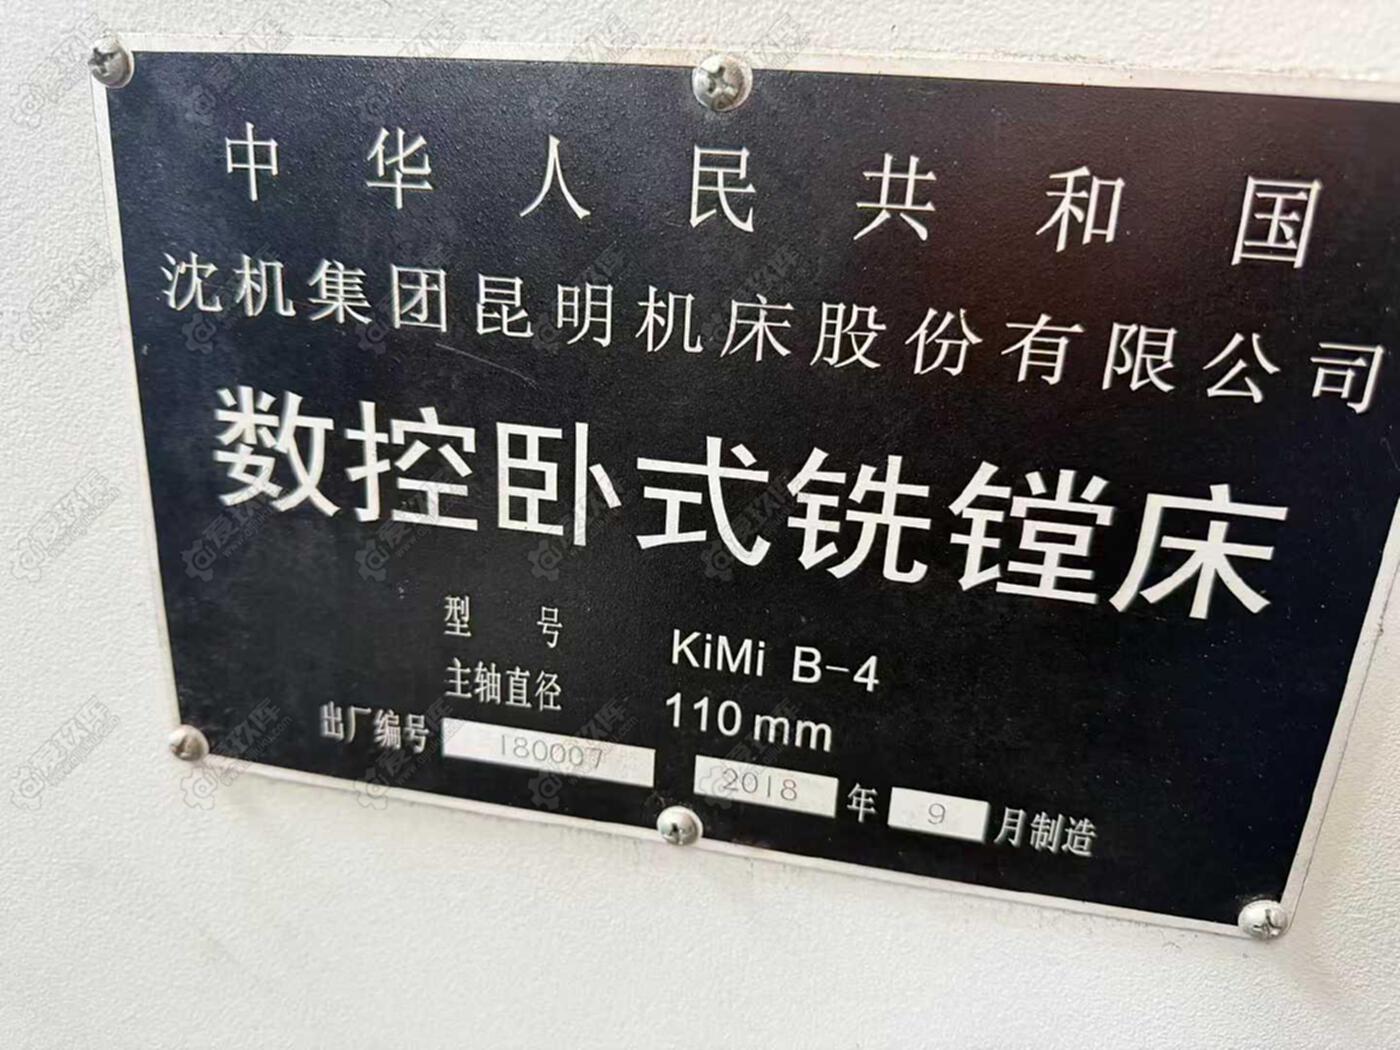 中华人民共和国
沈机集团昆明机床股份有限公司
数控卧式铣镗床
型号 KiMi B-4
主轴直径 110mm
出厂编号 180007 2018 年 9 月制造